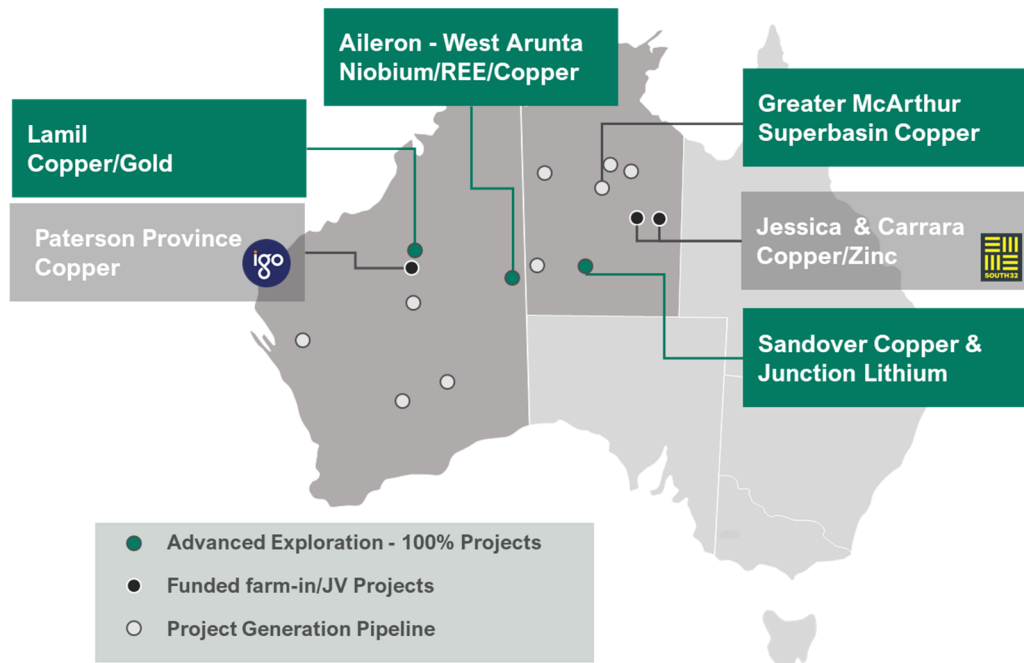 Aileron - West Arunta
Niobium/REE/Copper
Lamil
Copper/Gold
Greater McArthur
Superbasin Copper
Paterson Province
Copper
igo
Jessica & Carrara
Copper/Zinc
SOUTH32
Sandover Copper &
Junction Lithium
Advanced Exploration - 100% Projects
Funded farm-in/JV Projects
Project Generation Pipeline